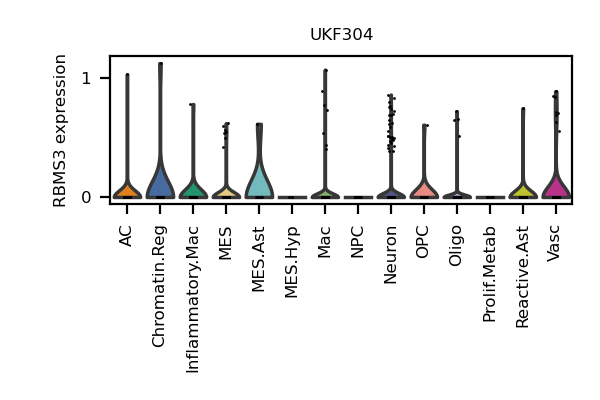 UKF304
RBMS3 expression
1
0
AC
Chromatin.Reg
Inflammatory.Mac
MES
MES.Ast
MES.Hyp
Mac
NPC
Neuron
OPC
Oligo
Prolif.Metab
Reactive.Ast
Vasc